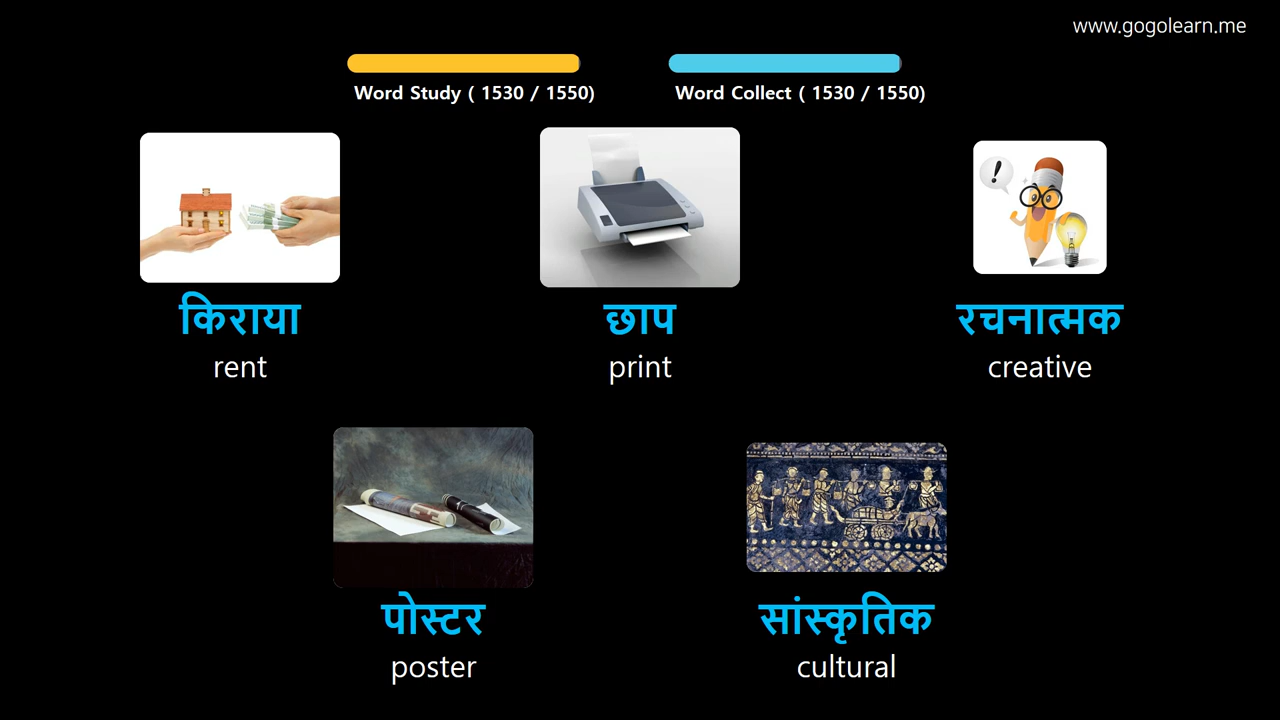 www.gogolearn.me
Word Study ( 1530 / 1550)
Word Collect ( 1530 / 1550)
!
किराया
rent
छाप
print
रचनात्मक
creative
पोस्टर
poster
सांस्कृतिक
cultural